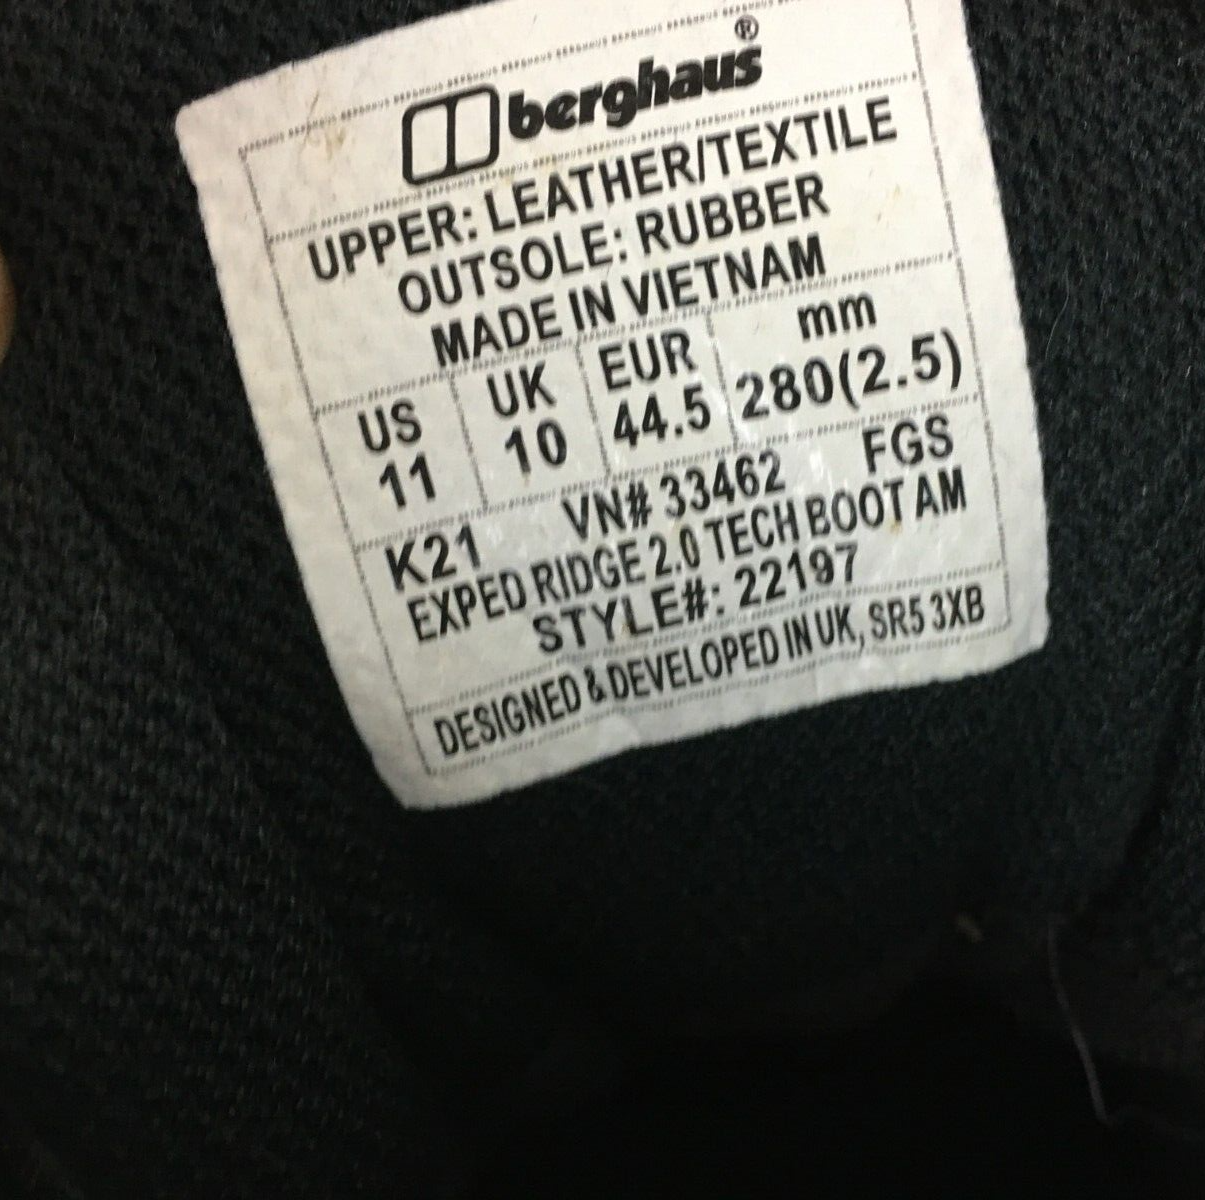 berghaus®
UPPER: LEATHER/TEXTILE
OUTSOLE: RUBBER
MADE IN VIETNAM
US UK EUR mm
11 10 44.5 280(2.5)
K21 VN# 33462 FGS
EXPED RIDGE 2.0 TECH BOOT AM
STYLE#: 22197
DESIGNED & DEVELOPED IN UK, SR5 3XB